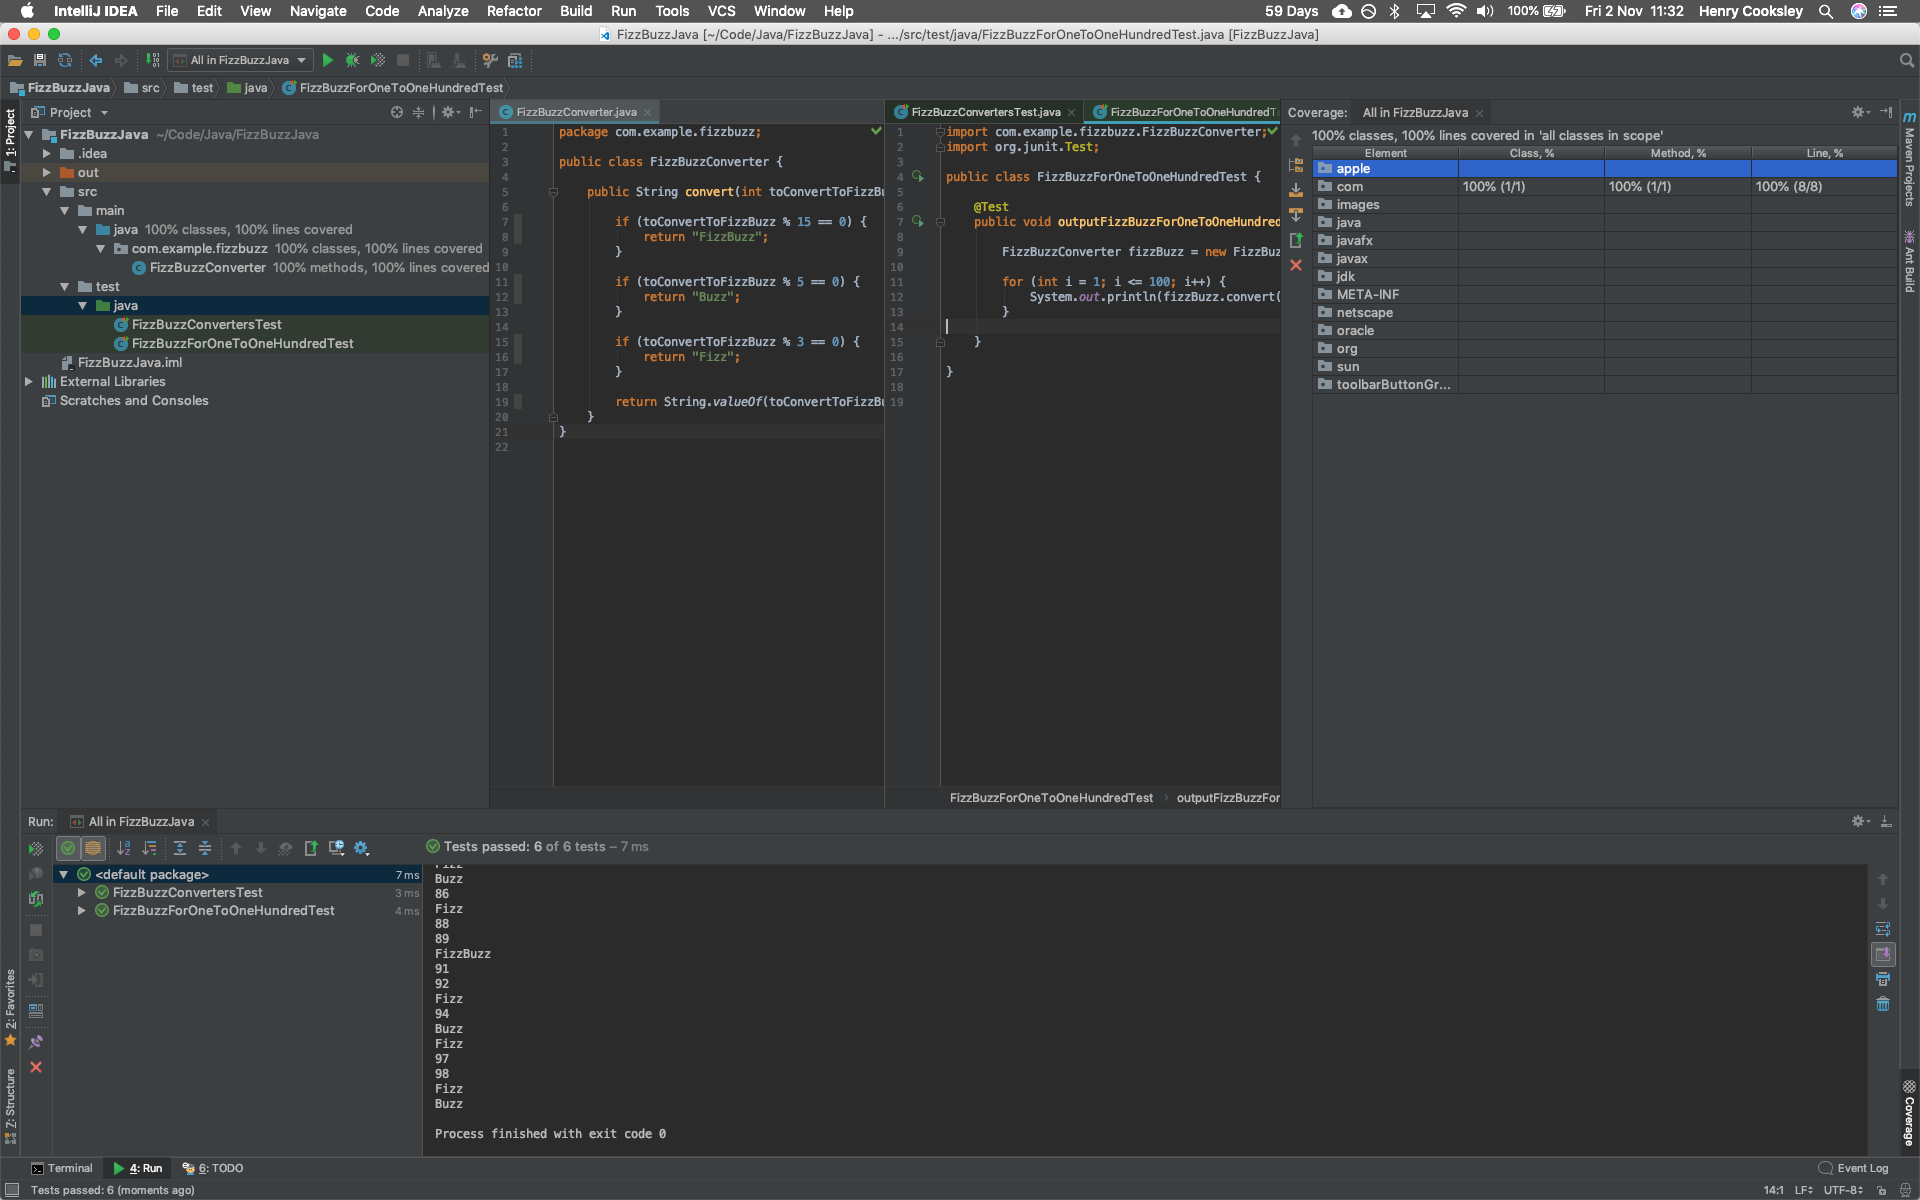 IntelliJ IDEA File Edit View Navigate Code Analyze Refactor Build Run Tools VCS Window Help 59 Days 100% Fri 2 Nov 11:32 Henry Cooksley
FizzBuzzJava [~/Code/Java/FizzBuzzJava] - .../src/test/java/FizzBuzzForOneToOneHundredTest.java [FizzBuzzJava]
All in FizzBuzzJava
FizzBuzzJava src test java FizzBuzzForOneToOneHundredTest
1: Project
Project
FizzBuzzJava ~/Code/Java/FizzBuzzJava
.idea
out
src
main
java 100% classes, 100% lines covered
com.example.fizzbuzz 100% classes, 100% lines covered
FizzBuzzConverter 100% methods, 100% lines covered
test
java
FizzBuzzConvertersTest
FizzBuzzForOneToOneHundredTest
FizzBuzzJava.iml
External Libraries
Scratches and Consoles
FizzBuzzConverter.java
1 package com.example.fizzbuzz;
2
3 public class FizzBuzzConverter {
4
5 public String convert(int toConvertToFizzBu
6
7 if (toConvertToFizzBuzz % 15 == 0) {
8 return "FizzBuzz";
9 }
10
11 if (toConvertToFizzBuzz % 5 == 0) {
12 return "Buzz";
13 }
14
15 if (toConvertToFizzBuzz % 3 == 0) {
16 return "Fizz";
17 }
18
19 return String.valueOf(toConvertToFizzBu
20 }
21 }
22
FizzBuzzConvertersTest.java FizzBuzzForOneToOneHundredT
1 import com.example.fizzbuzz.FizzBuzzConverter;
2 import org.junit.Test;
3
4 public class FizzBuzzForOneToOneHundredTest {
5
6 @Test
7 public void outputFizzBuzzForOneToOneHundred
8
9 FizzBuzzConverter fizzBuzz = new FizzBuz
10
11 for (int i = 1; i <= 100; i++) {
12 System.out.println(fizzBuzz.convert(
13 }
14
15 }
16
17 }
18
19
FizzBuzzForOneToOneHundredTest outputFizzBuzzFor
Coverage: All in FizzBuzzJava
100% classes, 100% lines covered in 'all classes in scope'
Element Class, % Method, % Line, %
apple
com 100% (1/1) 100% (1/1) 100% (8/8)
images
java
javafx
javax
jdk
META-INF
netscape
oracle
org
sun
toolbarButtonGr...
Maven Projects
Ant Build
Coverage
Run: All in FizzBuzzJava
Tests passed: 6 of 6 tests – 7 ms
<default package> 7 ms
FizzBuzzConvertersTest 3 ms
FizzBuzzForOneToOneHundredTest 4 ms
Fizz
Buzz
86
Fizz
88
89
FizzBuzz
91
92
Fizz
94
Buzz
Fizz
97
98
Fizz
Buzz
Process finished with exit code 0
2: Favorites
Z: Structure
Terminal 4: Run 6: TODO Event Log
Tests passed: 6 (moments ago) 14:1 LF UTF-8